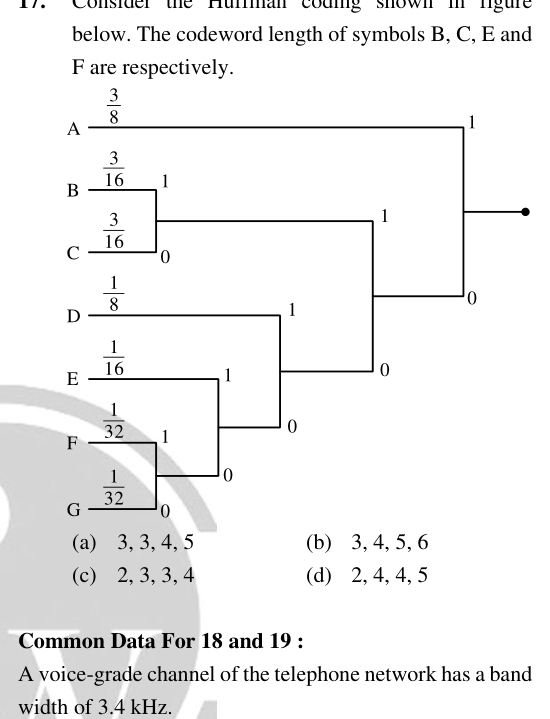 17. Consider the Huffman coding shown in figure
below. The codeword length of symbols B, C, E and
F are respectively.
A 3/8 1
B 3/16 1
1
C 3/16 0
D 1/8 1
0
E 1/16 1
0
F 1/32 1
0
0
G 1/32 0
(a) 3, 3, 4, 5 (b) 3, 4, 5, 6
(c) 2, 3, 3, 4 (d) 2, 4, 4, 5
Common Data For 18 and 19 :
A voice-grade channel of the telephone network has a band
width of 3.4 kHz.